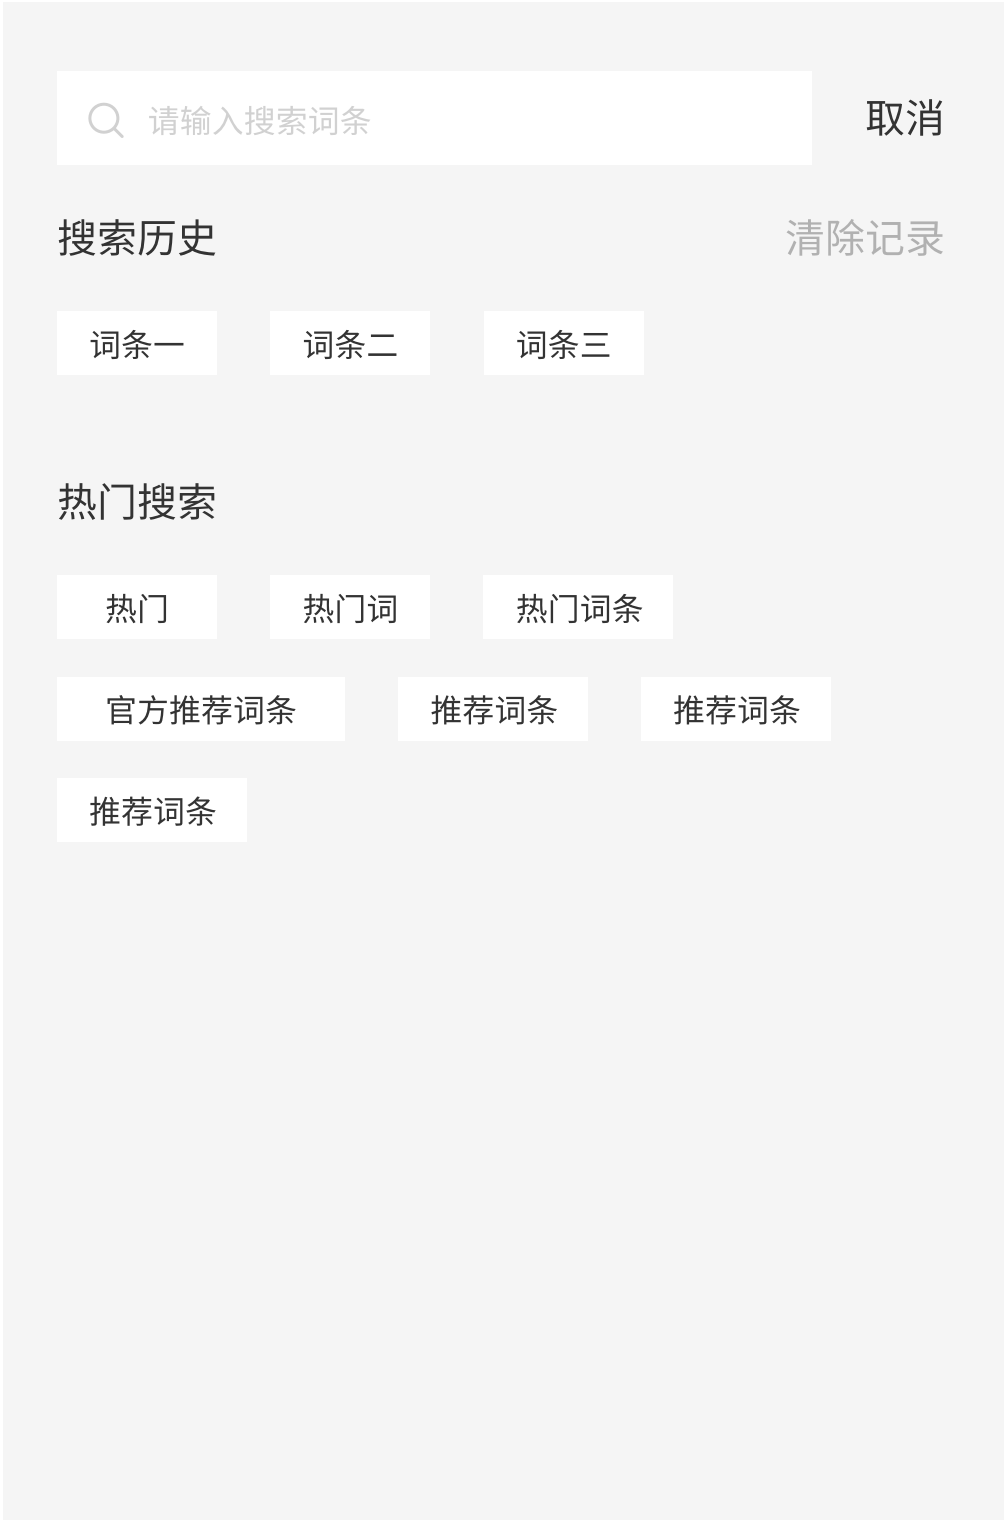 请输入搜索词条 取消
搜索历史 清除记录
词条一 词条二 词条三
热门搜索
热门 热门词 热门词条
官方推荐词条 推荐词条 推荐词条
推荐词条